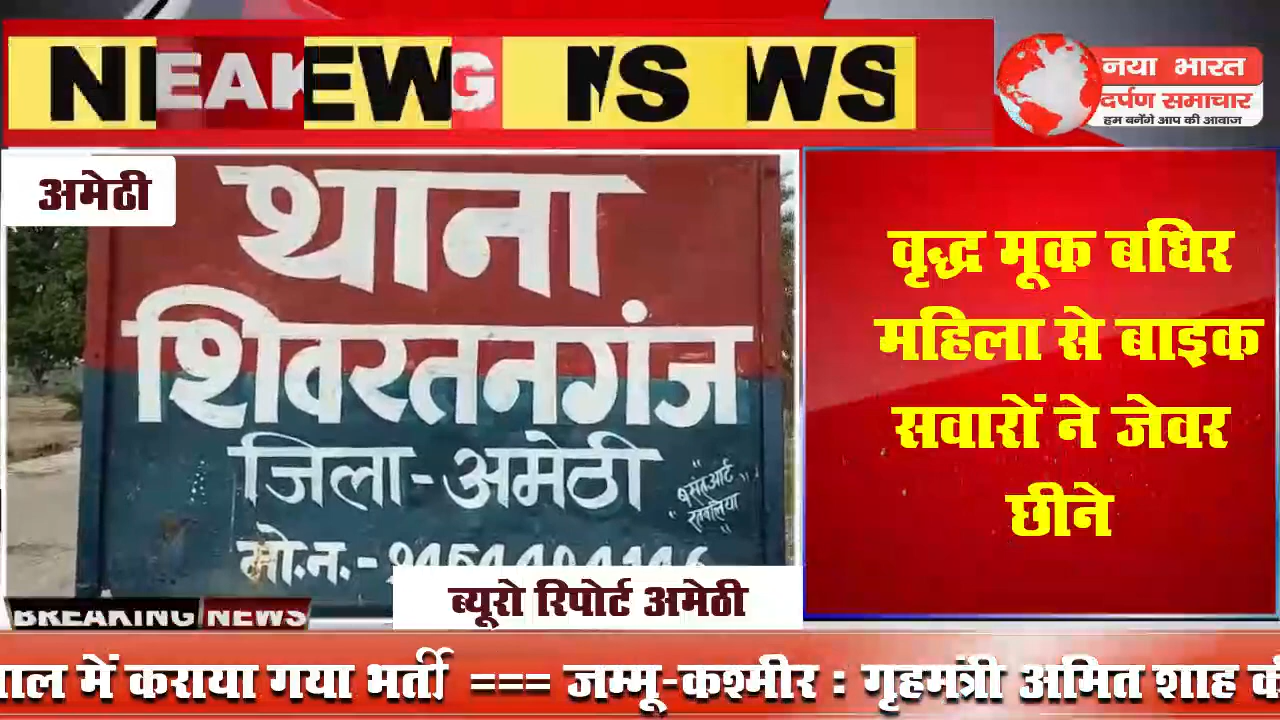 नया भारत
दर्पण समाचार
हम बनेंगे आप की आवाज
अमेठी
थाना
शिवरतनगंज
जिला-अमेठी
मो.न.-
वृद्ध मूक बधिर
महिला से बाइक
सवारों ने जेवर
छीने
ब्यूरो रिपोर्ट अमेठी
BREAKING NEWS
में कराया गया भर्ती === जम्मू-कश्मीर : गृहमंत्री अमित शाह